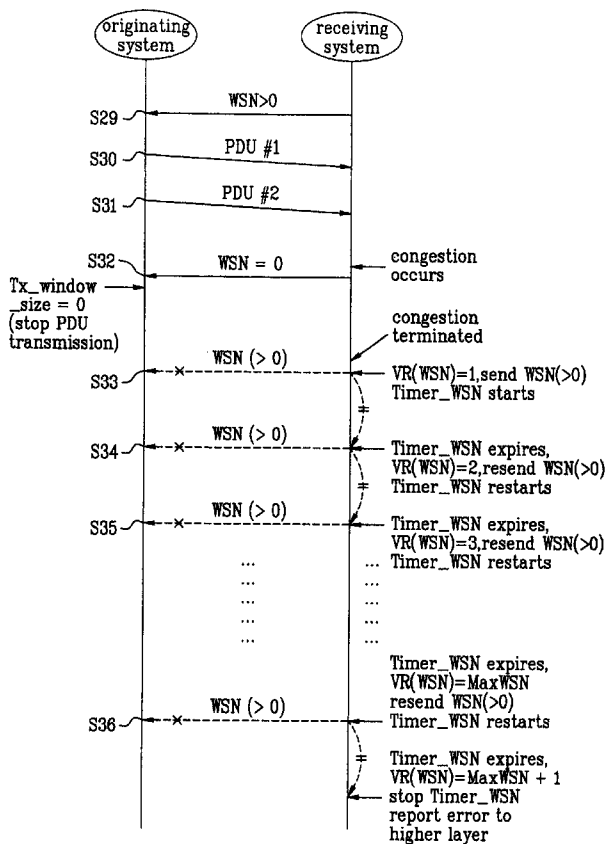 originating
system
receiving
system
S29
WSN>0
S30
PDU #1
S31
PDU #2
S32
WSN = 0
congestion
occurs
Tx_window
_size = 0
(stop PDU
transmission)
congestion
terminated
S33
WSN (> 0)
VR(WSN)=1,send WSN(>0)
Timer_WSN starts
S34
WSN (> 0)
Timer_WSN expires,
VR(WSN)=2,resend WSN(>0)
Timer_WSN restarts
S35
WSN (> 0)
Timer_WSN expires,
VR(WSN)=3,resend WSN(>0)
Timer_WSN restarts
Timer_WSN expires,
VR(WSN)=MaxWSN
resend WSN(>0)
Timer_WSN restarts
S36
WSN (> 0)
Timer_WSN expires,
VR(WSN)=MaxWSN + 1
stop Timer_WSN
report error to
higher layer